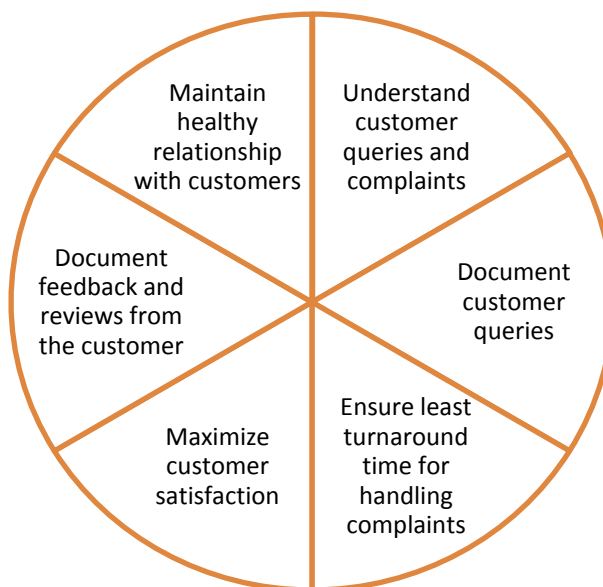 Maintain
healthy
relationship
with customers
Understand
customer
queries and
complaints
Document
customer
queries
Ensure least
turnaround
time for
handling
complaints
Maximize
customer
satisfaction
Document
feedback and
reviews from
the customer